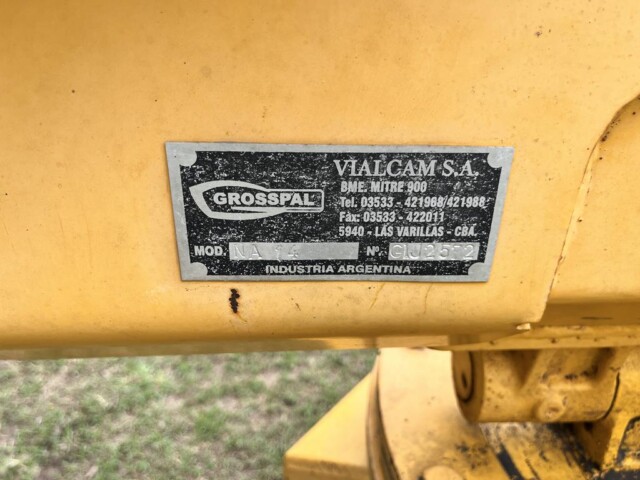 VIALCAM S.A.
BME. MITRE 900
GROSSPAL
Tel. 03533 - 421968/421988
Fax: 03533 - 422011
5940 - LAS VARILLAS - CBA.
MOD. Nº
INDUSTRIA ARGENTINA